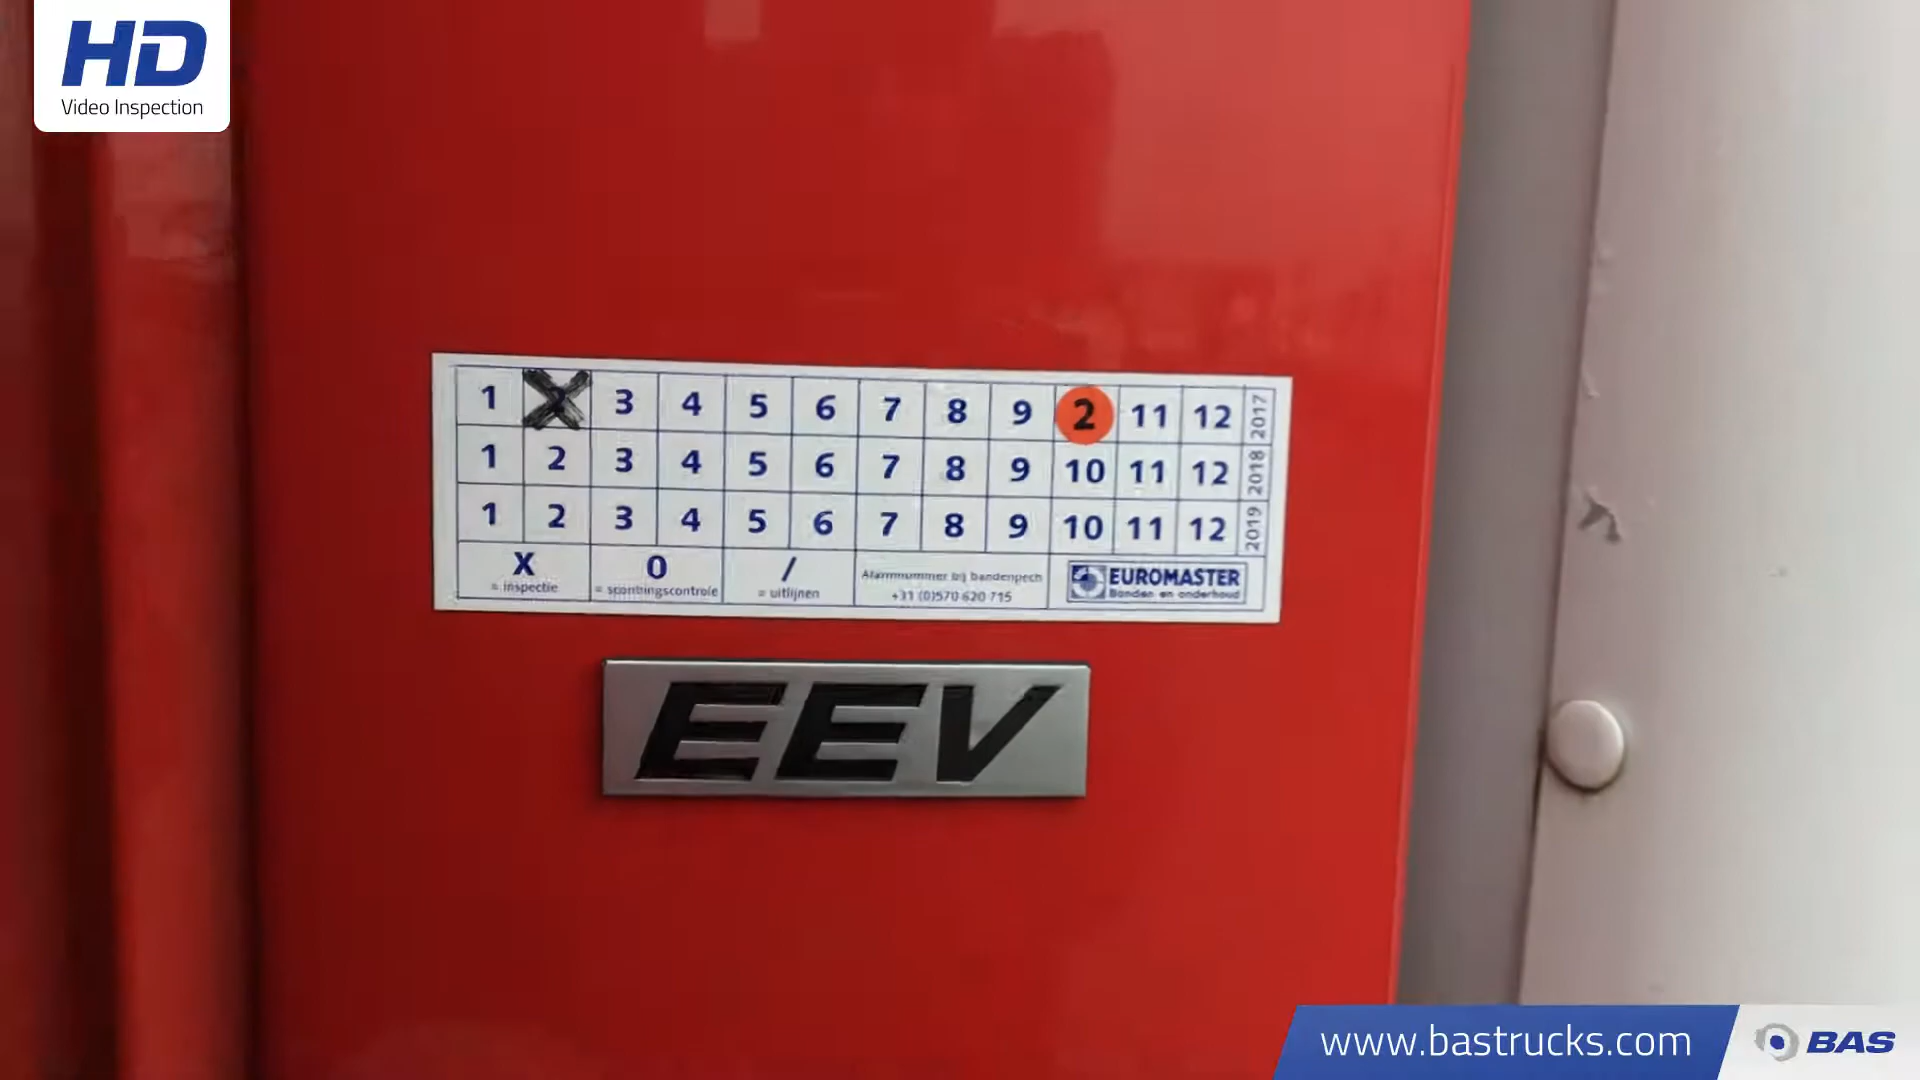 HD
Video Inspection
1 2 3 4 5 6 7 8 9 2 11 12 2017
1 2 3 4 5 6 7 8 9 10 11 12 2018
1 2 3 4 5 6 7 8 9 10 11 12 2019
X 0 /
= inspectie = spanningscontrole = uitlijnen
Alarmnummer bij bandenpech
+31 (0)570 620 715
EUROMASTER
Banden en onderhoud
EEV
www.bastrucks.com BAS